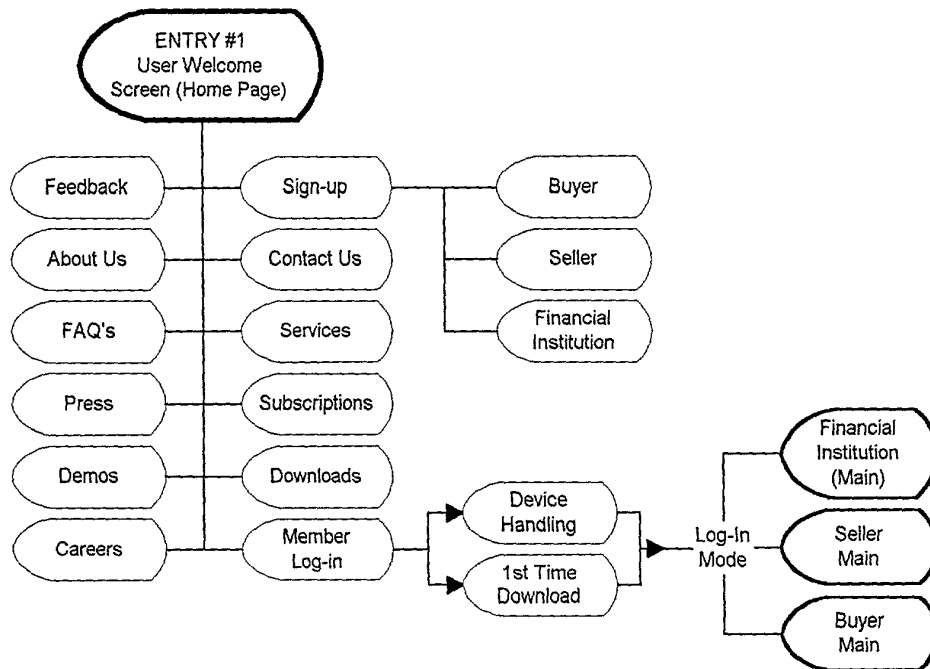 ENTRY #1
User Welcome
Screen (Home Page)
Feedback
Sign-up
Buyer
About Us
Contact Us
Seller
FAQ's
Services
Financial
Institution
Press
Subscriptions
Demos
Downloads
Careers
Member
Log-in
Device
Handling
1st Time
Download
Log-In
Mode
Financial
Institution
(Main)
Seller
Main
Buyer
Main